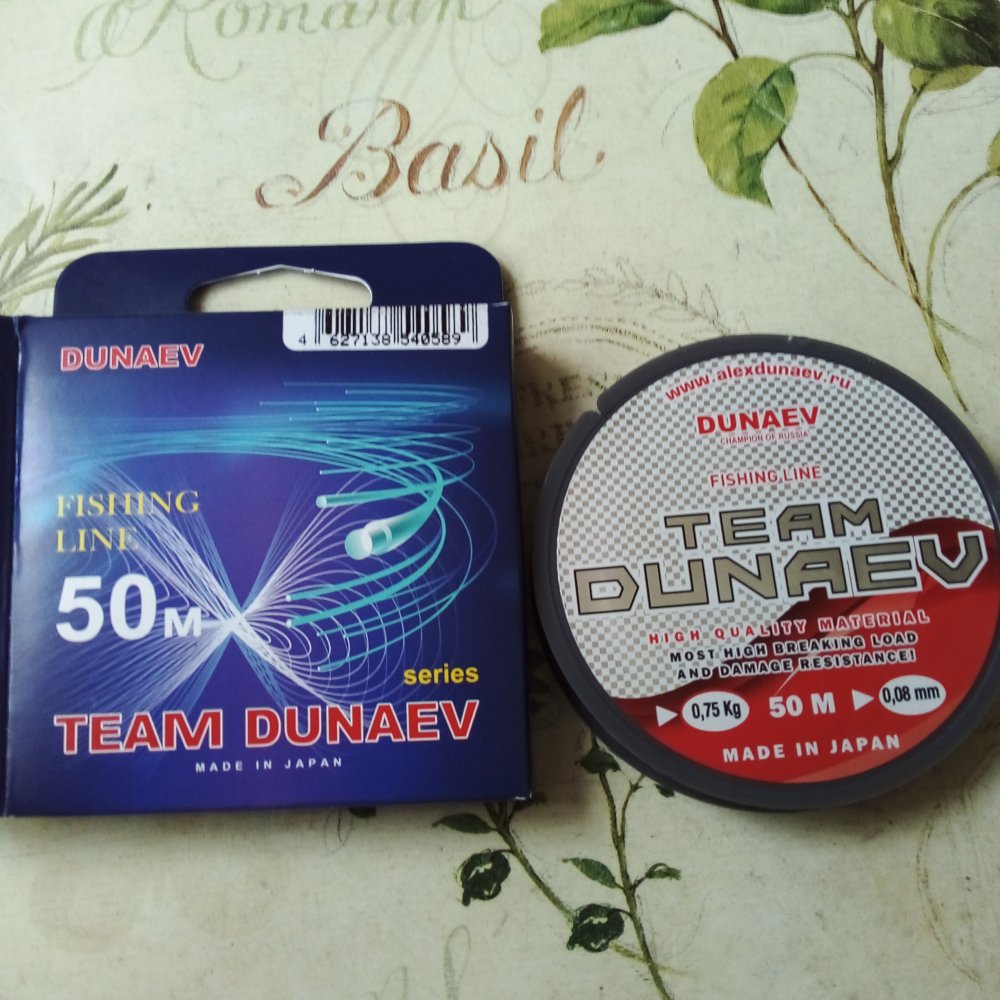 Romarin
Basil.
4 627138 540589
DUNAEV
FISHING
LINE
50M
series
TEAM DUNAEV
MADE IN JAPAN
www.alexdunaev.ru
DUNAEV
CHAMPION OF RUSSIA
FISHING LINE
TEAM
DUNAEV
HIGH QUALITY MATERIAL
MOST HIGH BREAKING LOAD
AND DAMAGE RESISTANCE!
0,75 Kg 50 M 0,08 mm
MADE IN JAPAN